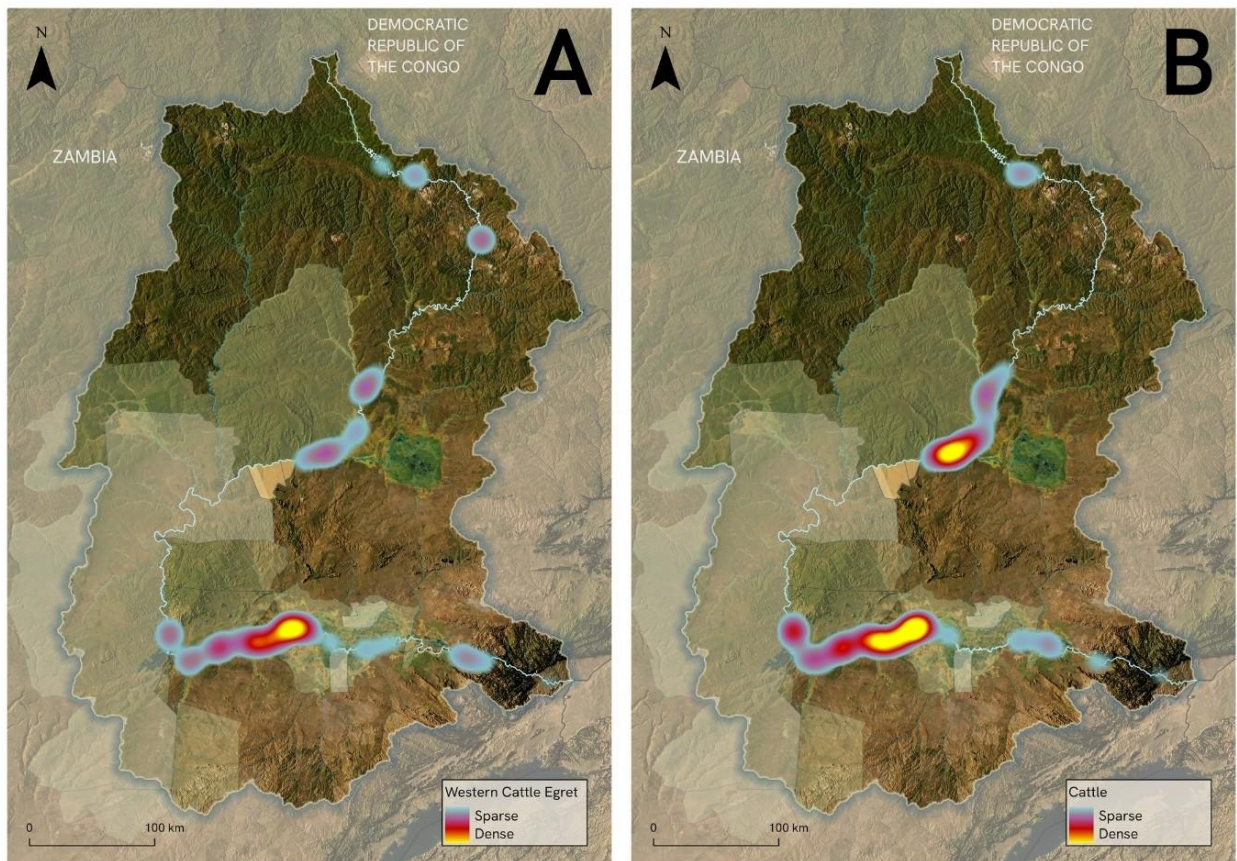 N
DEMOCRATIC
REPUBLIC OF
THE CONGO
A
ZAMBIA
Western Cattle Egret
Sparse
Dense
0 100 km
N
DEMOCRATIC
REPUBLIC OF
THE CONGO
B
ZAMBIA
Cattle
Sparse
Dense
0 100 km